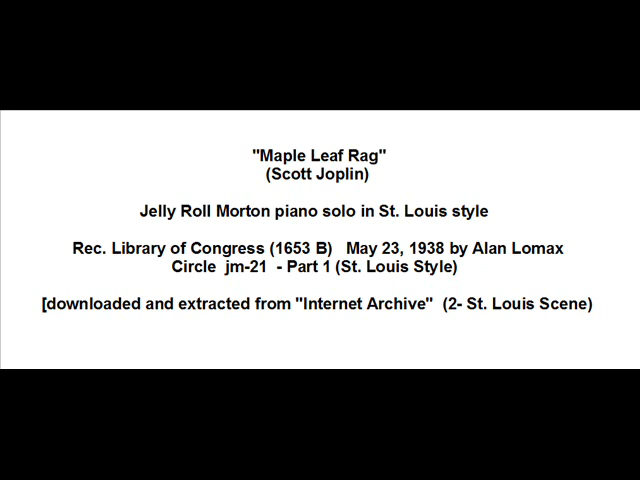 "Maple Leaf Rag"
(Scott Joplin)
Jelly Roll Morton piano solo in St. Louis style
Rec. Library of Congress (1653 B)   May 23, 1938 by Alan Lomax
Circle  jm-21  - Part 1 (St. Louis Style)
[downloaded and extracted from "Internet Archive"  (2- St. Louis Scene)